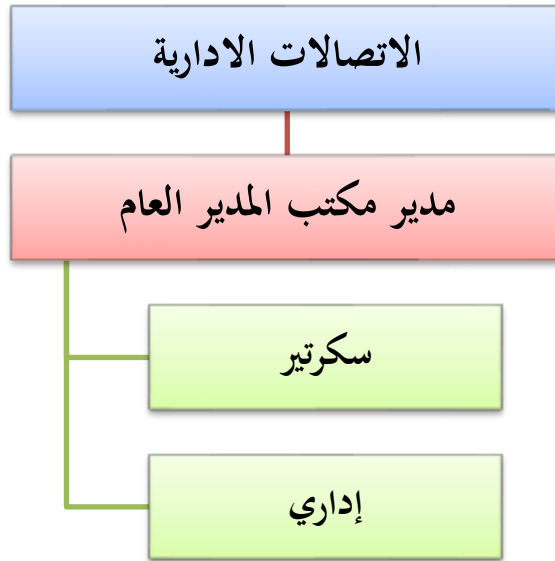 الاتصالات الادارية
مدير مكتب المدير العام
سكرتير
إداري